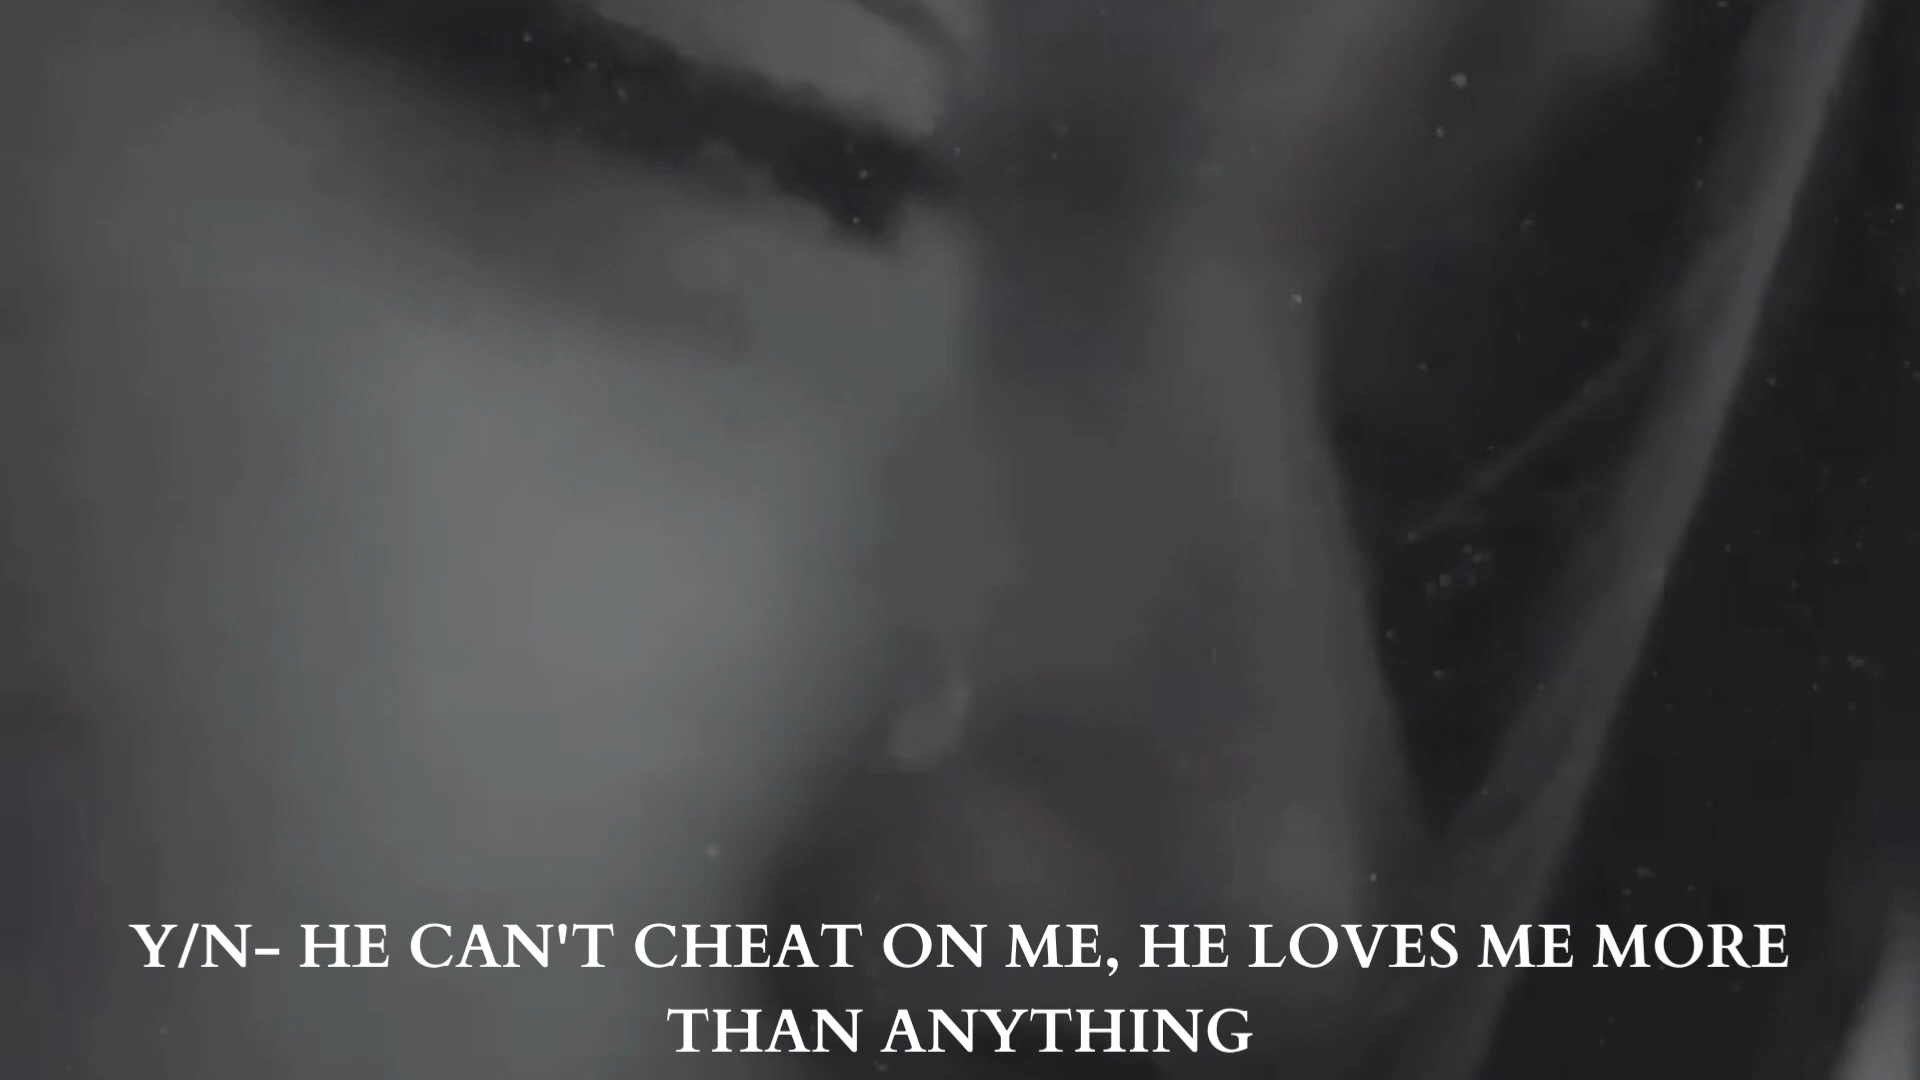 Y/N- HE CAN'T CHEAT ON ME, HE LOVES ME MORE
THAN ANYTHING